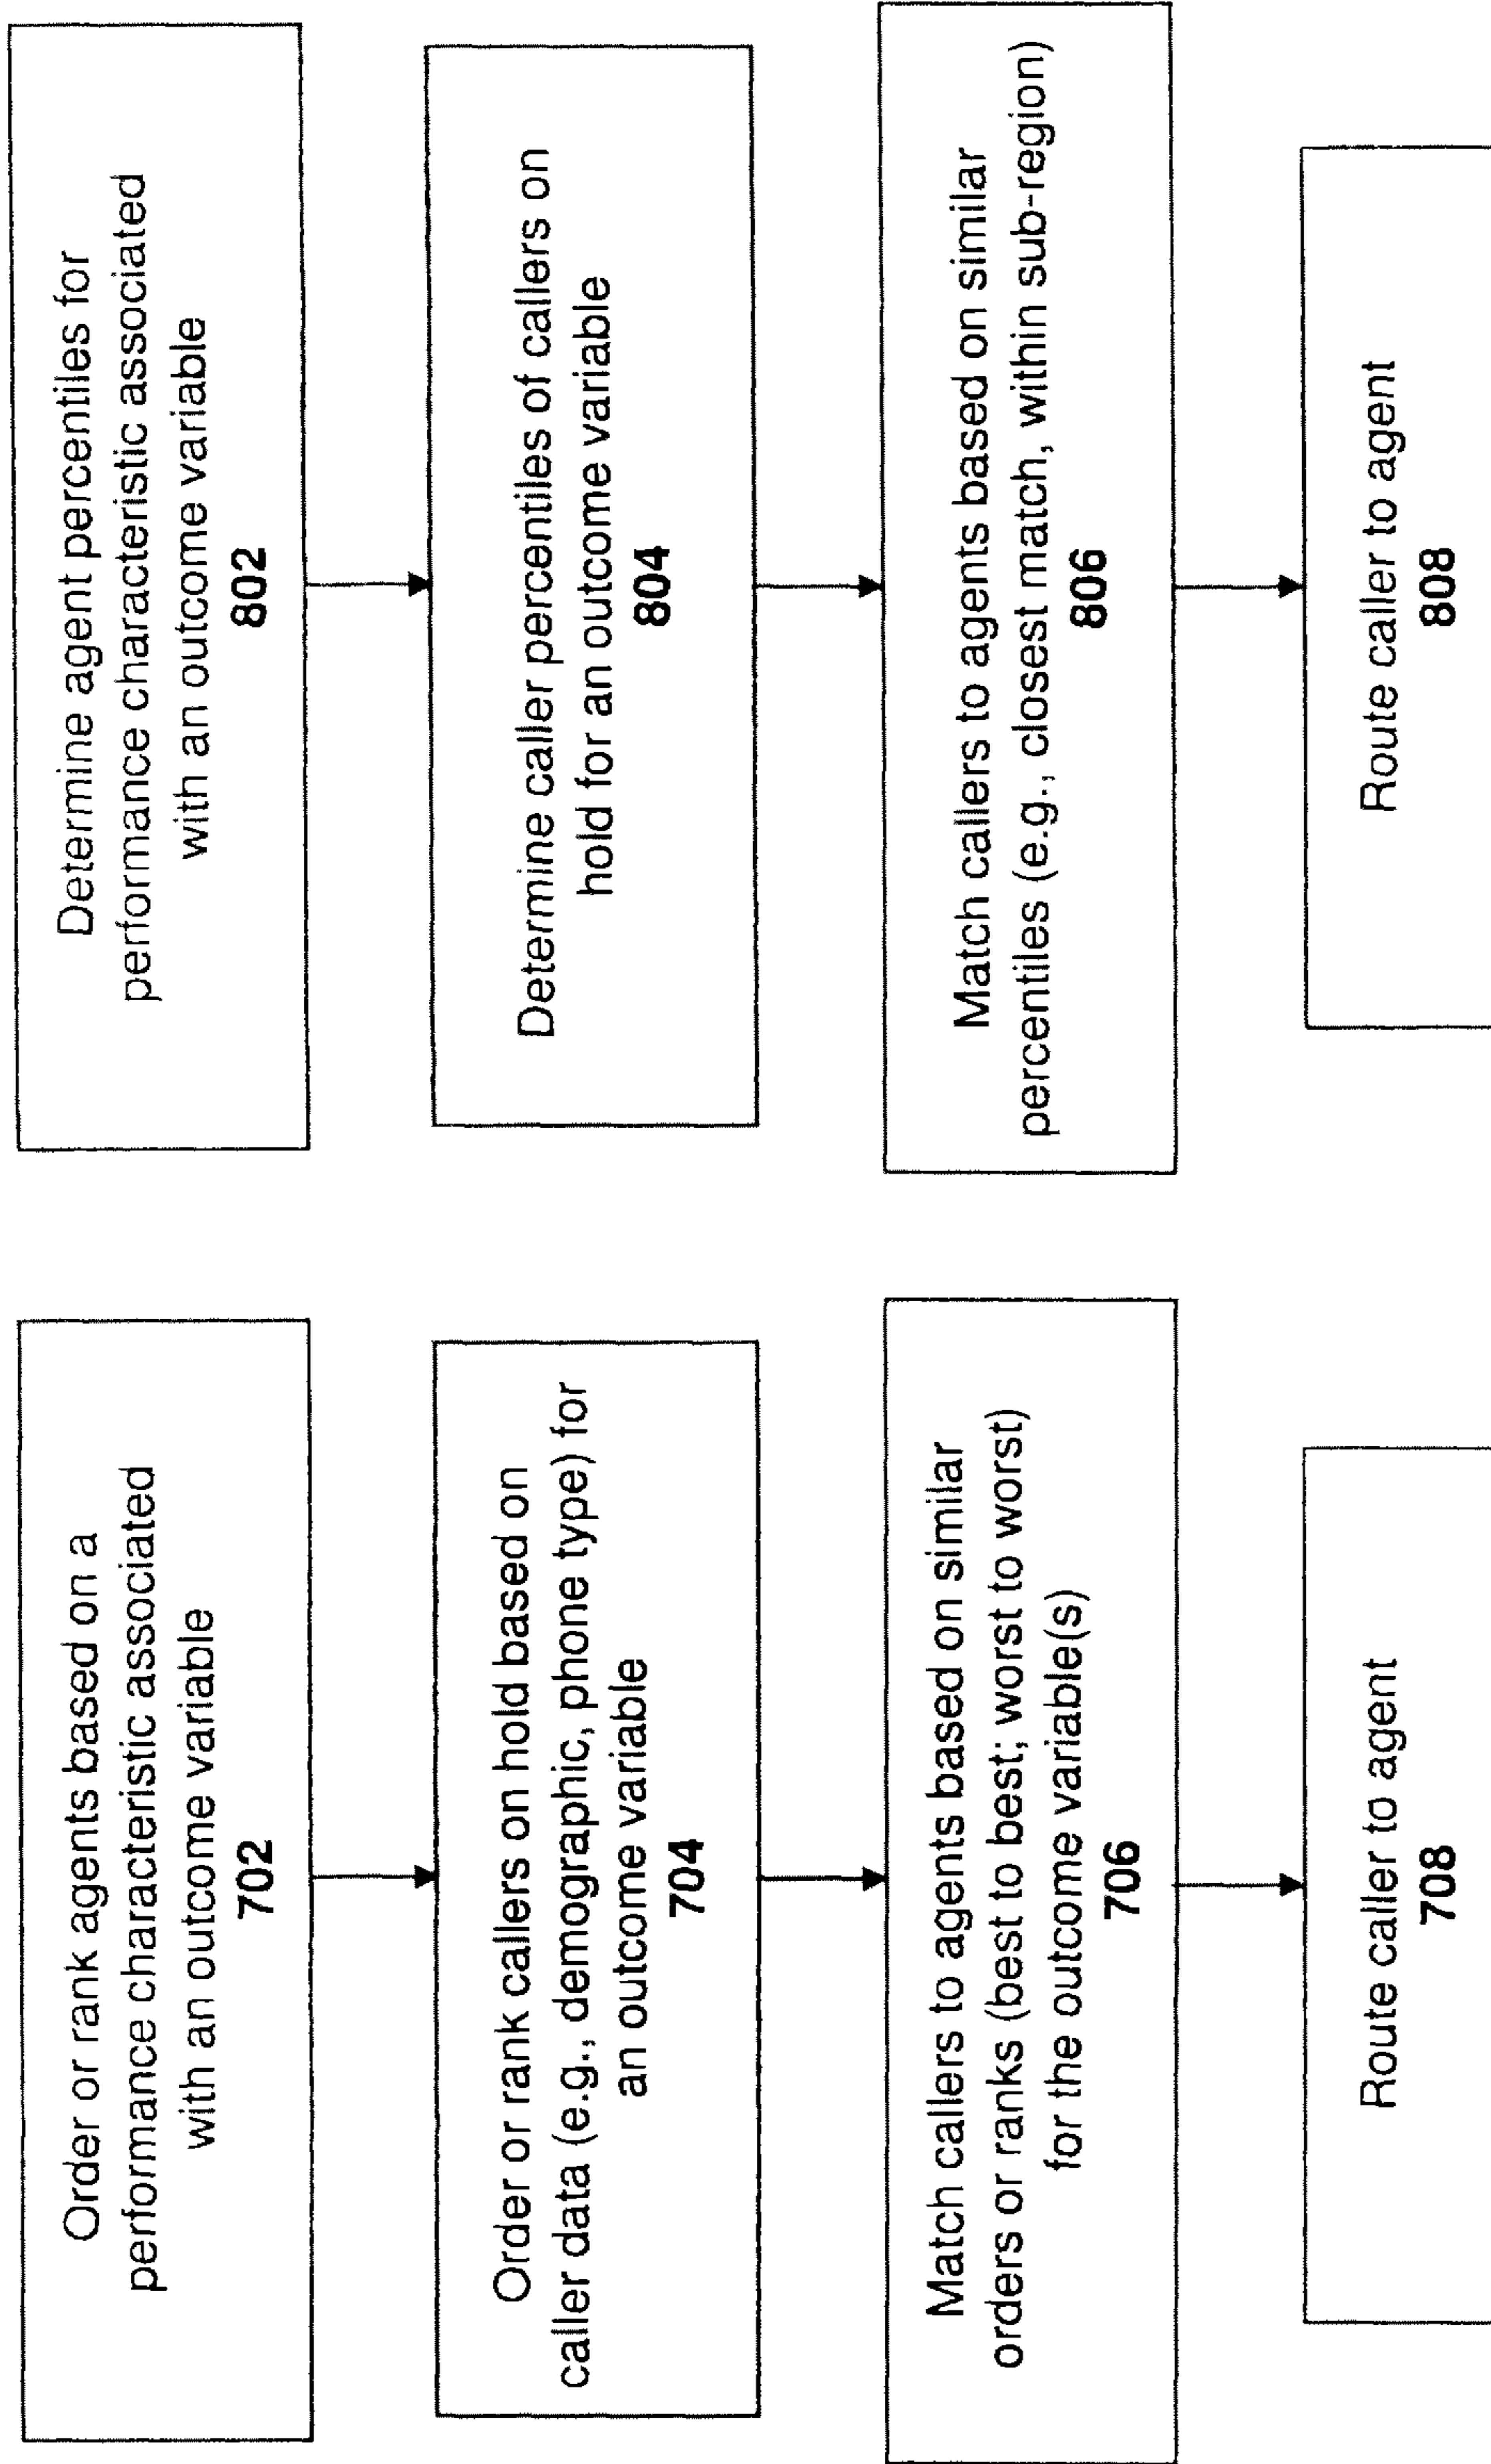 Order or rank agents based on a
performance characteristic associated
with an outcome variable
702
Order or rank callers on hold based on
caller data (e.g., demographic, phone type) for
an outcome variable
704
Match callers to agents based on similar
orders or ranks (best to best; worst to worst)
for the outcome variable(s)
706
Route caller to agent
708
Determine agent percentiles for
performance characteristic associated
with an outcome variable
802
Determine caller percentiles of callers on
hold for an outcome variable
804
Match callers to agents based on similar
percentiles (e.g., closest match, within sub-region)
806
Route caller to agent
808